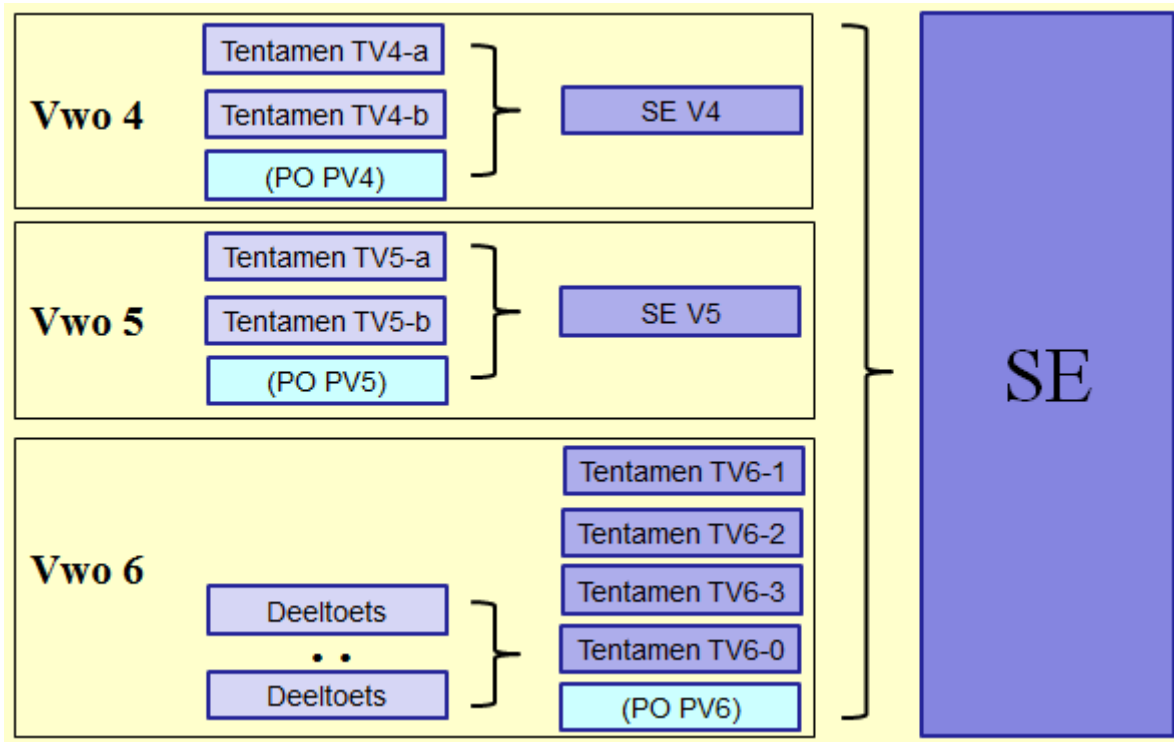 Vwo 4
Tentamen TV4-a
Tentamen TV4-b
(PO PV4)
SE V4
Vwo 5
Tentamen TV5-a
Tentamen TV5-b
(PO PV5)
SE V5
Vwo 6
Deeltoets
. .
Deeltoets
Tentamen TV6-1
Tentamen TV6-2
Tentamen TV6-3
Tentamen TV6-0
(PO PV6)
SE